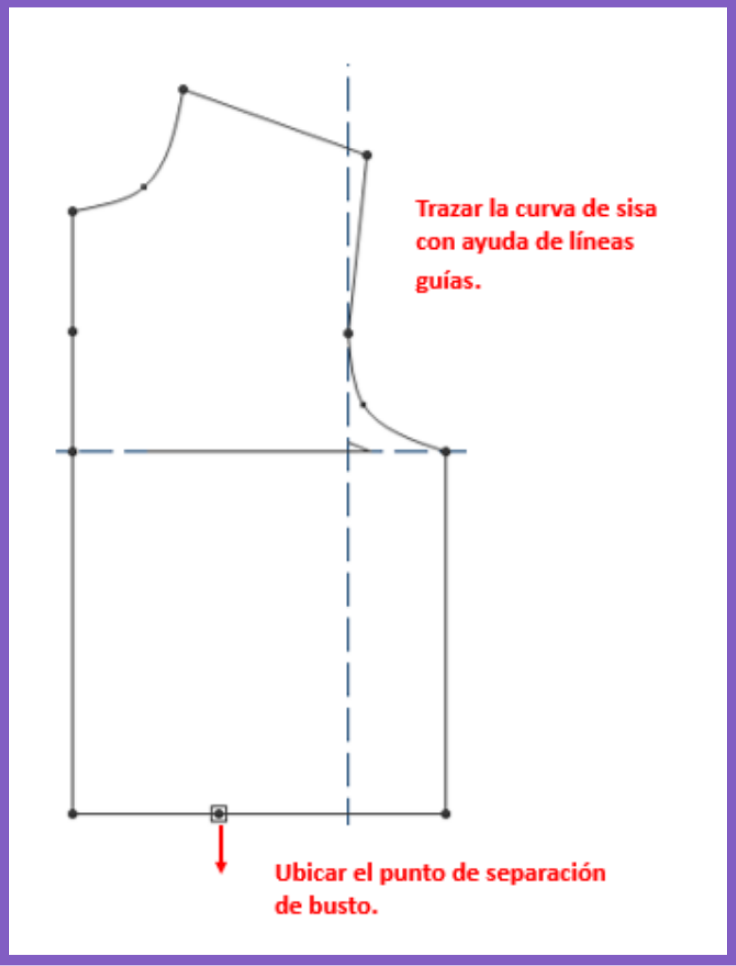 Trazar la curva de sisa
con ayuda de líneas
guías.
Ubicar el punto de separación
de busto.